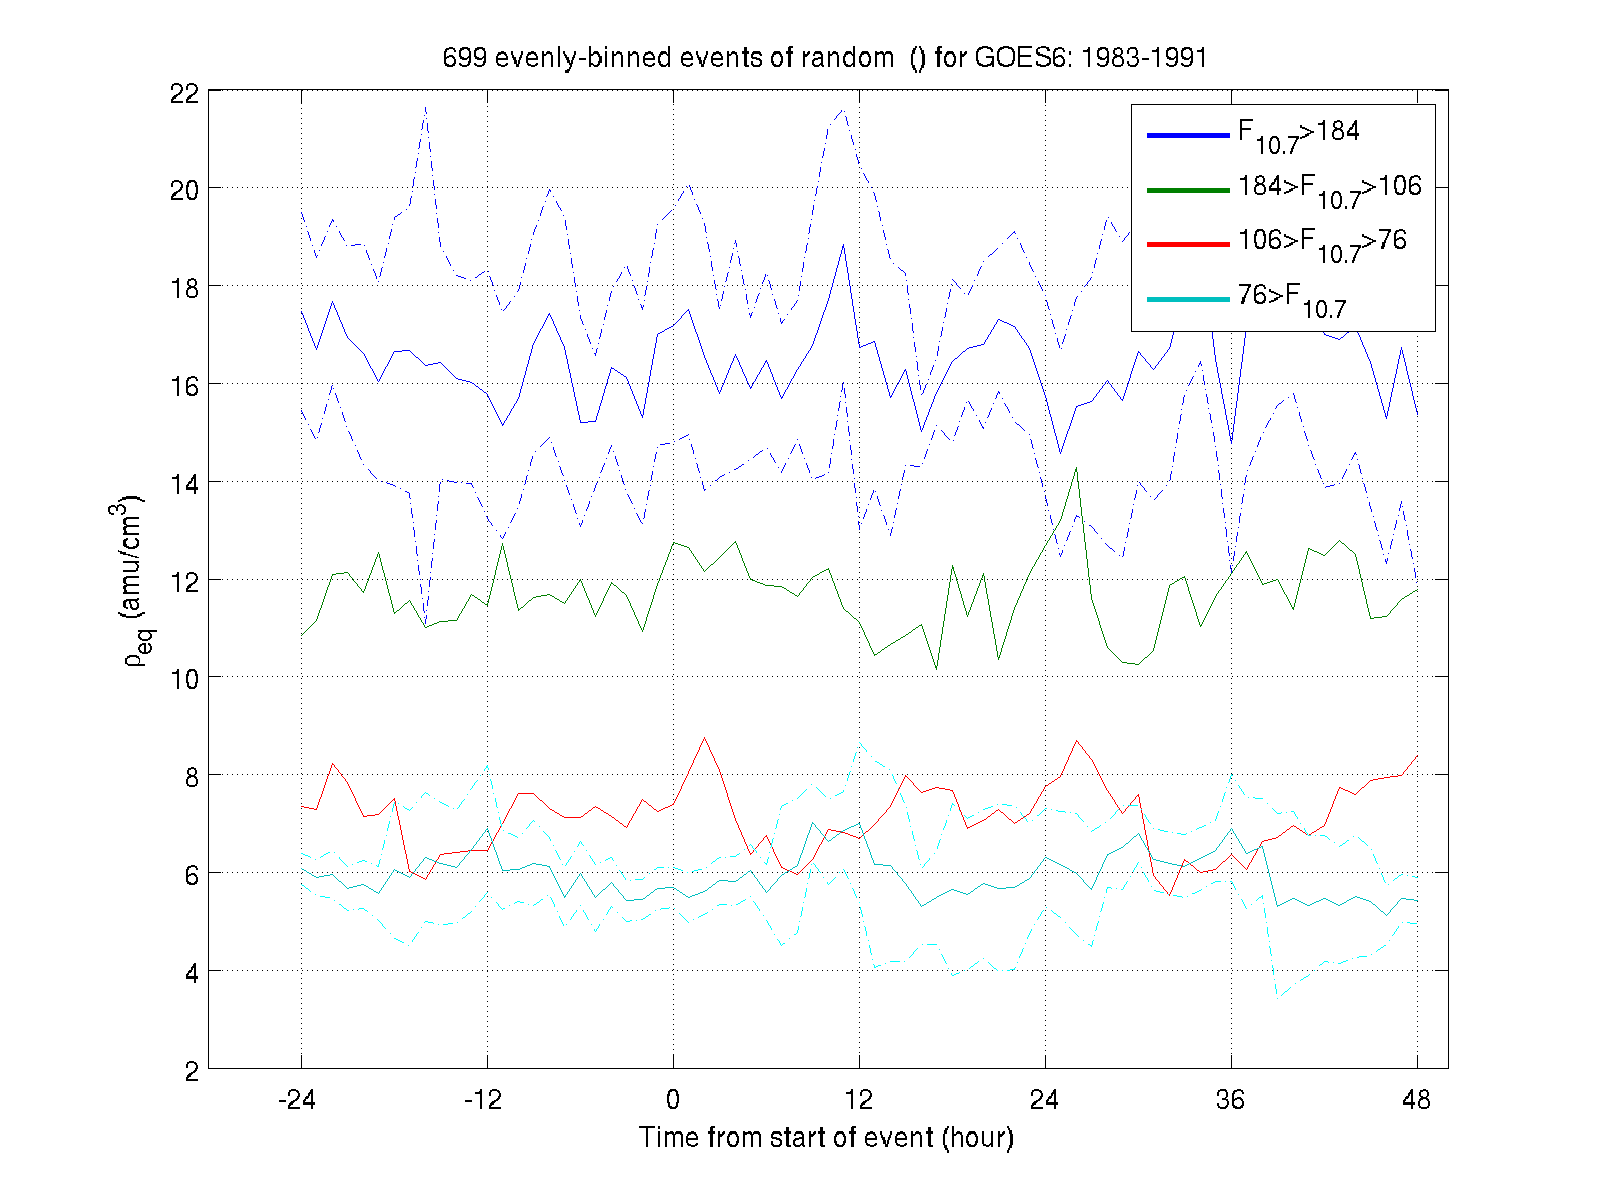 699 evenly-binned events of random () for GOES6: 1983-1991
22
20
18
16
14
12
10
8
6
4
2
ρeq (amu/cm3)
F10.7>184
184>F10.7>106
106>F10.7>76
76>F10.7
-24 -12 0 12 24 36 48
Time from start of event (hour)